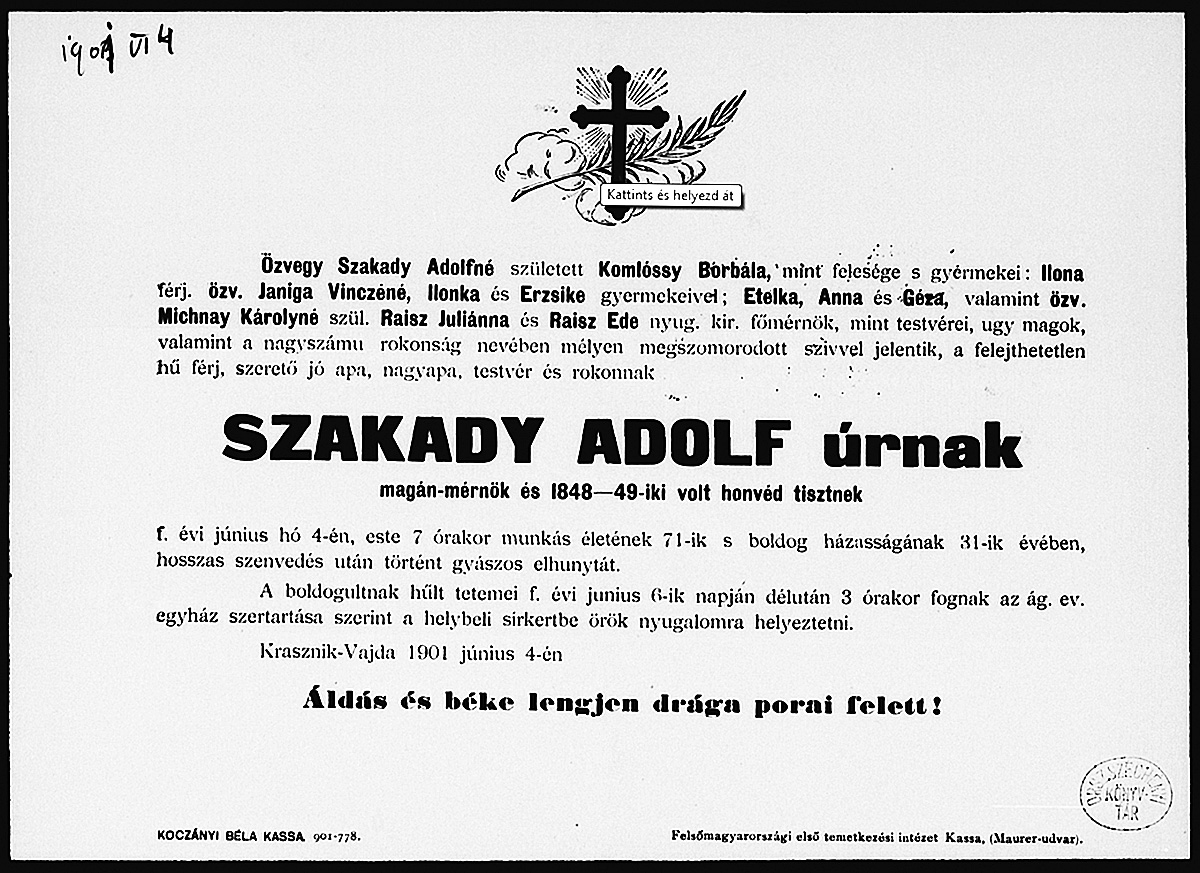 1901 VI 4
Kattints és helyezd át
Özvegy Szakady Adolfné született Komlóssy Borbála, mint felesége s gyermekei: Ilona
férj. özv. Janiga Vinczéné, Ilonka és Erzsike gyermekeivel; Etelka, Anna és Géza, valamint özv.
Michnay Károlyné szül. Raisz Juliánna és Raisz Ede nyug. kir. főmérnök, mint testvérei, ugy magok,
valamint a nagyszámu rokonság nevében mélyen megszomorodott szivvel jelentik, a felejthetetlen
hű férj, szerető jó apa, nagyapa, testvér és rokonnak
SZAKADY ADOLF úrnak
magán-mérnök és 1848—49-iki volt honvéd tisztnek
f. évi június hó 4-én, este 7 órakor munkás életének 71-ik s boldog házasságának 31-ik évében,
hosszas szenvedés után történt gyászos elhunytát.
A boldogultnak hűlt tetemei f. évi junius 6-ik napján délután 3 órakor fognak az ág. ev.
egyház szertartása szerint a helybeli sirkertbe örök nyugalomra helyeztetni.
Krasznik-Vajda 1901 június 4-én
Áldás és béke lengjen drága porai felett!
ORSZ. SZÉCHÉNYI
KÖNYV-
TÁR
KOCZÁNYI BÉLA KASSA. 901-778.
Felsőmagyarországi első temetkezési intézet Kassa, (Maurer-udvar).